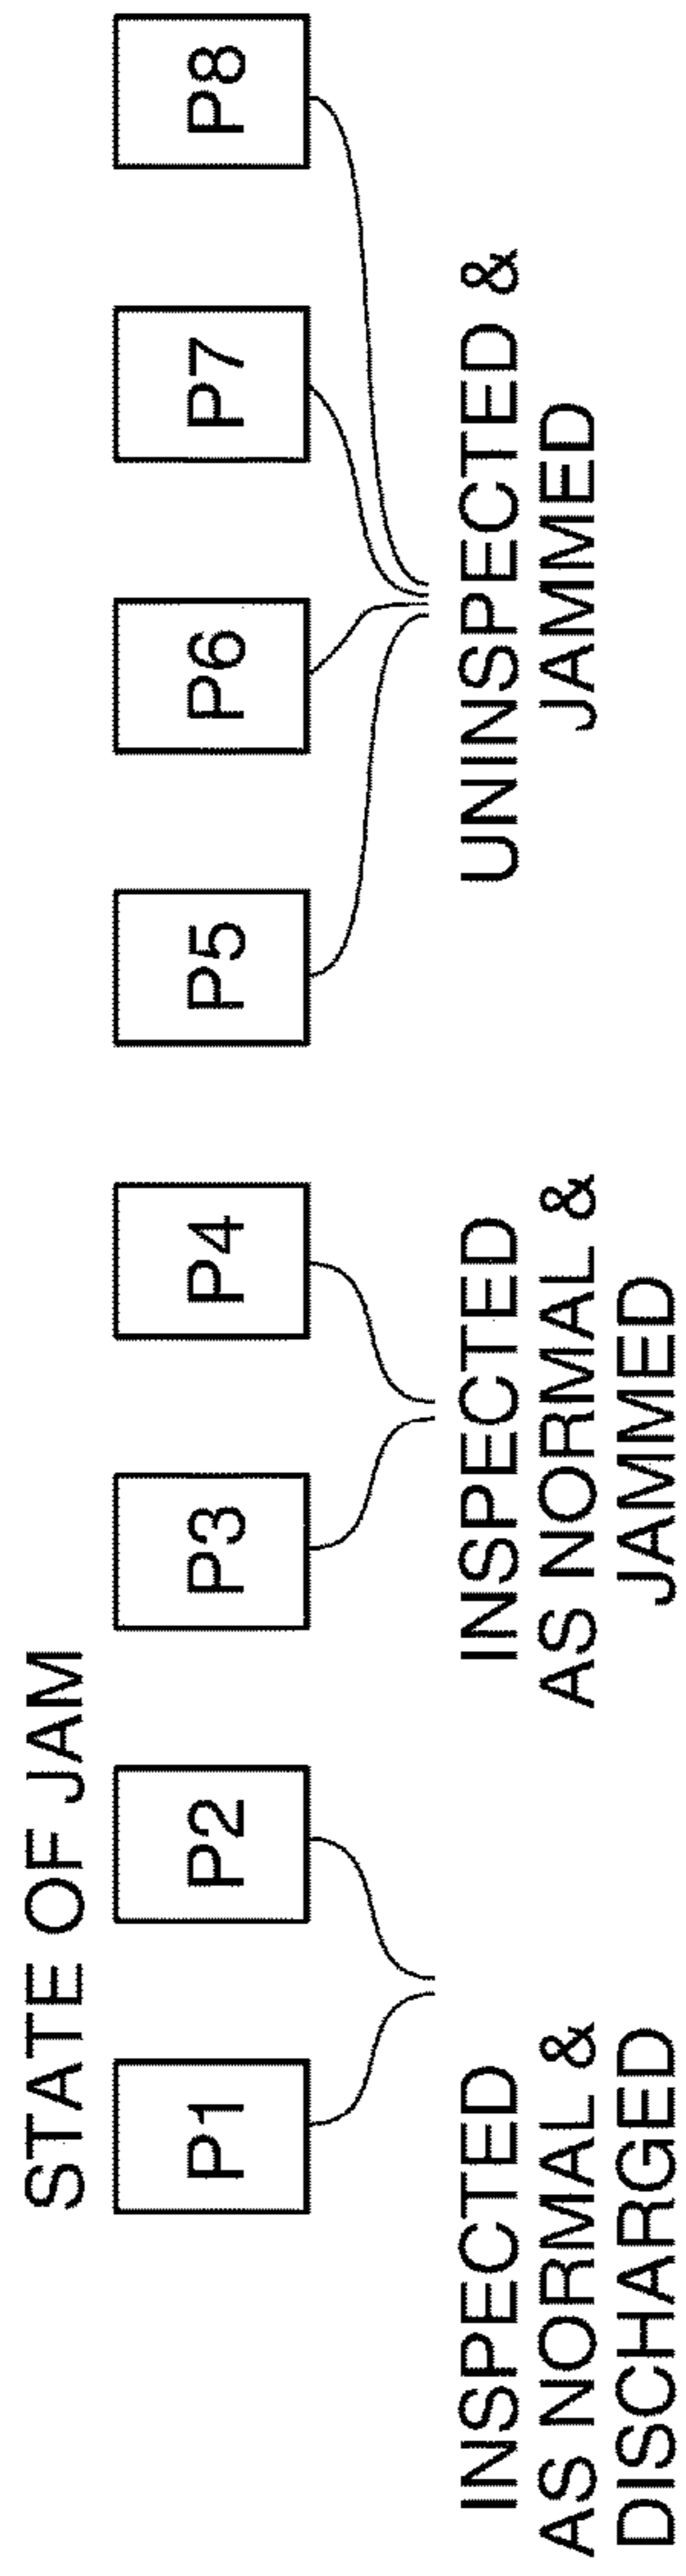 STATE OF JAM
P1
P2
P3
P4
P5
P6
P7
P8
INSPECTED
AS NORMAL &
DISCHARGED
INSPECTED
AS NORMAL &
JAMMED
UNINSPECTED &
JAMMED